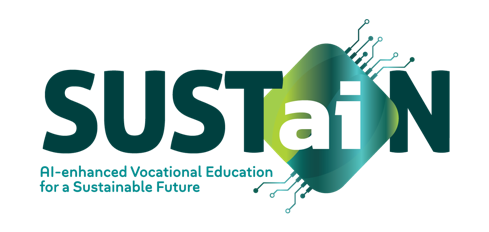 SUSTaiN
AI-enhanced Vocational Education
for a Sustainable Future